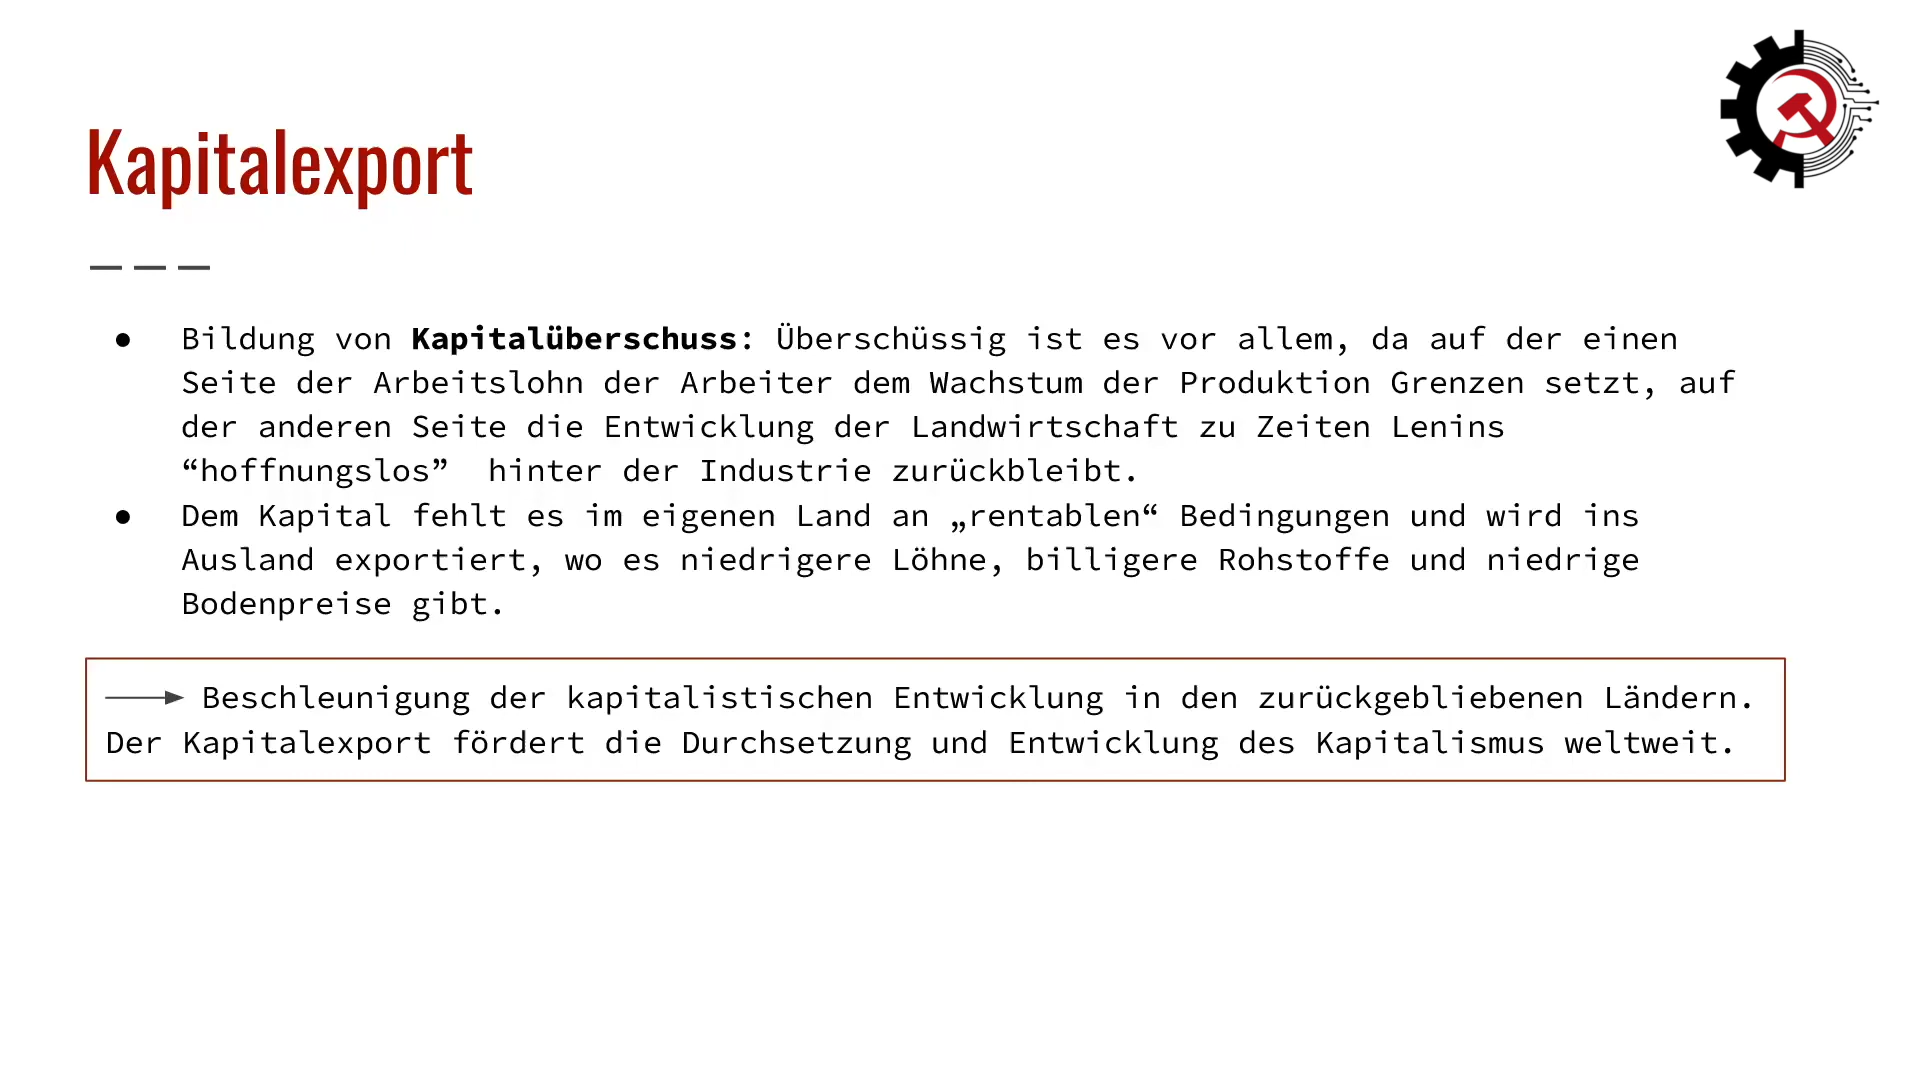 Kapitalexport
● Bildung von Kapitalüberschuss: Überschüssig ist es vor allem, da auf der einen
Seite der Arbeitslohn der Arbeiter dem Wachstum der Produktion Grenzen setzt, auf
der anderen Seite die Entwicklung der Landwirtschaft zu Zeiten Lenins
“hoffnungslos”  hinter der Industrie zurückbleibt.
● Dem Kapital fehlt es im eigenen Land an „rentablen“ Bedingungen und wird ins
Ausland exportiert, wo es niedrigere Löhne, billigere Rohstoffe und niedrige
Bodenpreise gibt.
Beschleunigung der kapitalistischen Entwicklung in den zurückgebliebenen Ländern.
Der Kapitalexport fördert die Durchsetzung und Entwicklung des Kapitalismus weltweit.